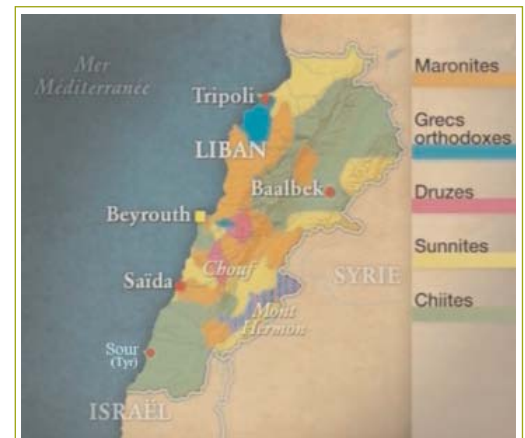 Mer
Méditerranée
Tripoli
LIBAN
Baalbek
Beyrouth
Chouf
SYRIE
Saïda
Mont
Hermon
Sour
(Tyr)
ISRAËL
Maronites
Grecs
orthodoxes
Druzes
Sunnites
Chiites